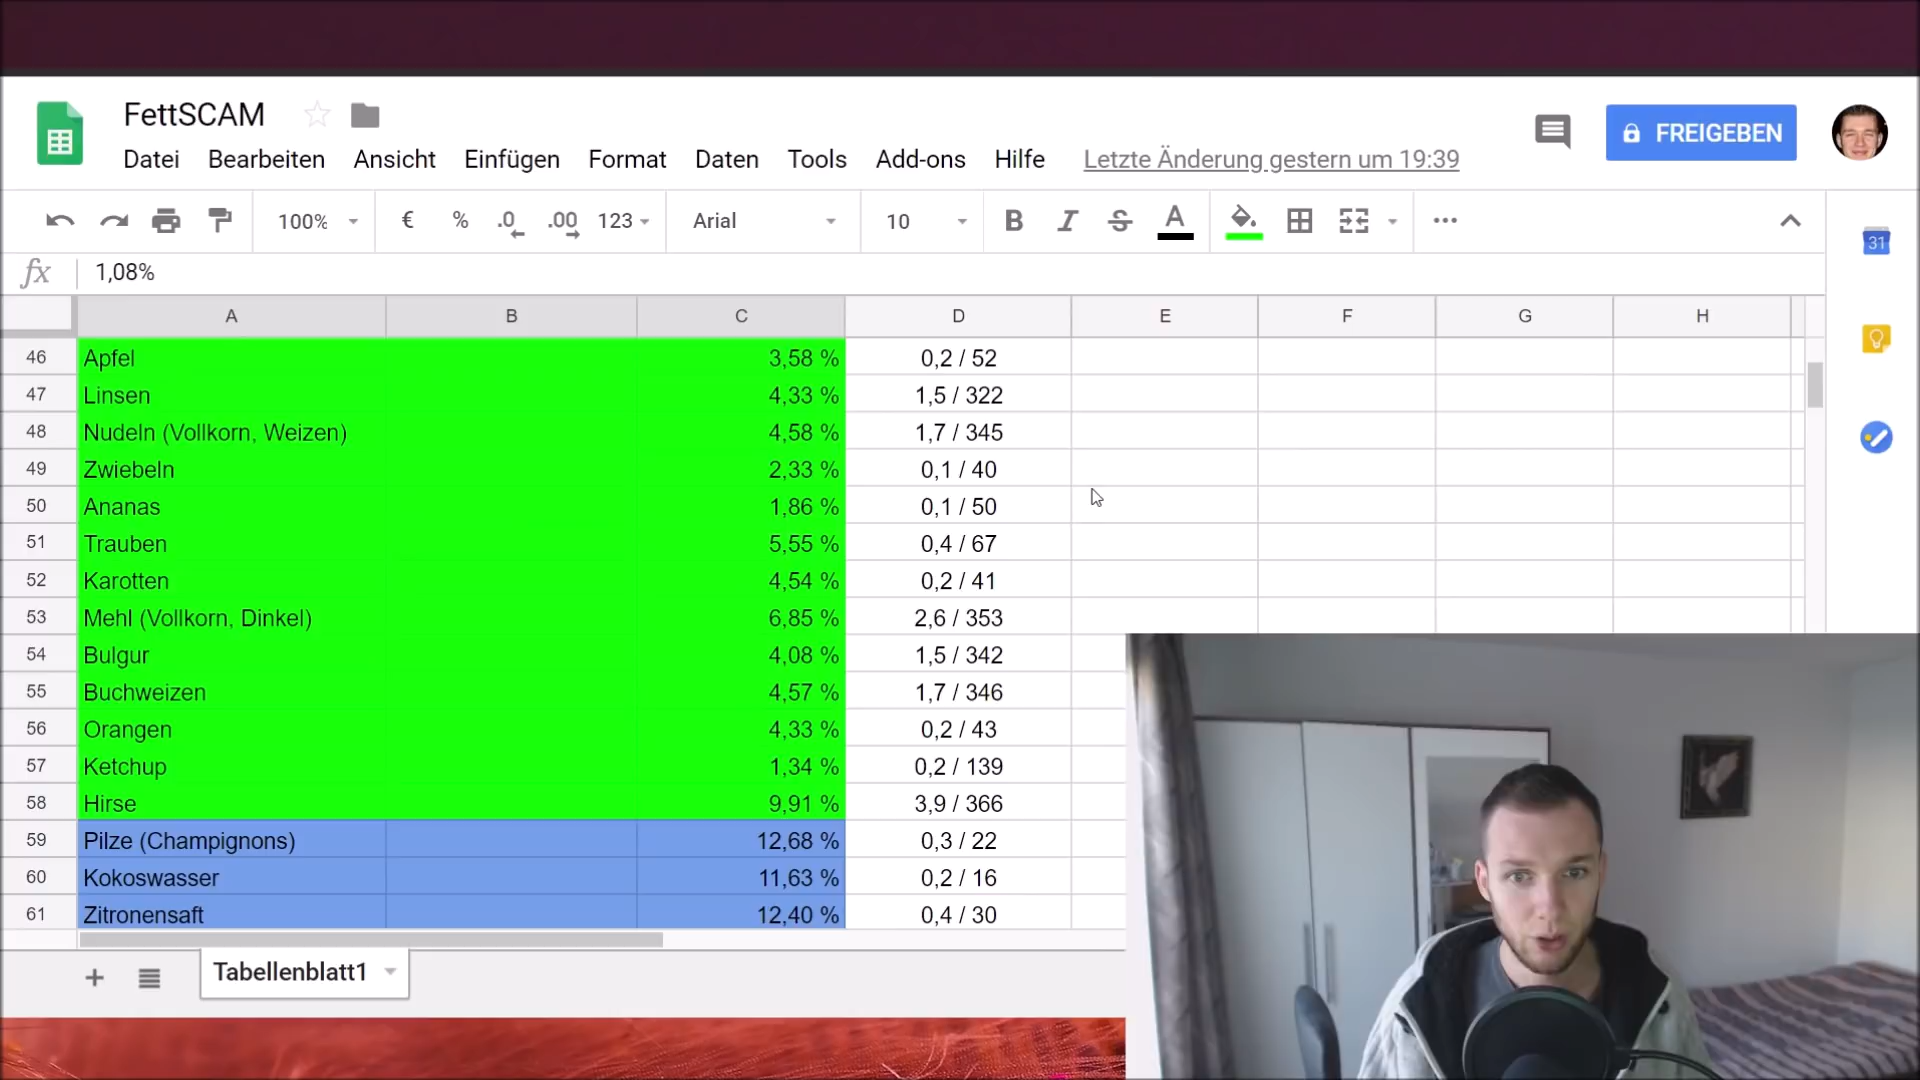 FettSCAM
Datei Bearbeiten Ansicht Einfügen Format Daten Tools Add-ons Hilfe Letzte Änderung gestern um 19:39
FREIGEBEN
100% € % .0 .00 123 Arial 10 B I S A
31
fx 1,08%
A B C D E F G H
46 Apfel 3,58 % 0,2 / 52
47 Linsen 4,33 % 1,5 / 322
48 Nudeln (Vollkorn, Weizen) 4,58 % 1,7 / 345
49 Zwiebeln 2,33 % 0,1 / 40
50 Ananas 1,86 % 0,1 / 50
51 Trauben 5,55 % 0,4 / 67
52 Karotten 4,54 % 0,2 / 41
53 Mehl (Vollkorn, Dinkel) 6,85 % 2,6 / 353
54 Bulgur 4,08 % 1,5 / 342
55 Buchweizen 4,57 % 1,7 / 346
56 Orangen 4,33 % 0,2 / 43
57 Ketchup 1,34 % 0,2 / 139
58 Hirse 9,91 % 3,9 / 366
59 Pilze (Champignons) 12,68 % 0,3 / 22
60 Kokoswasser 11,63 % 0,2 / 16
61 Zitronensaft 12,40 % 0,4 / 30
Tabellenblatt1